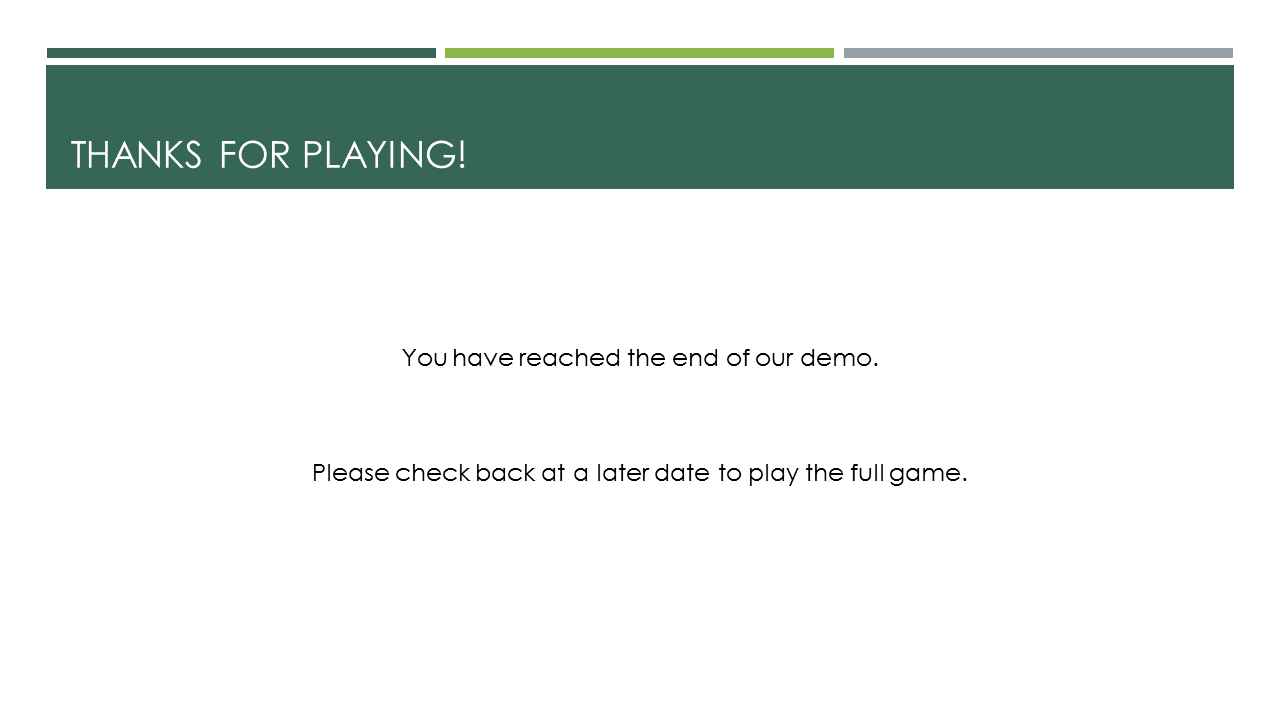 THANKS FOR PLAYING!
You have reached the end of our demo.
Please check back at a later date to play the full game.